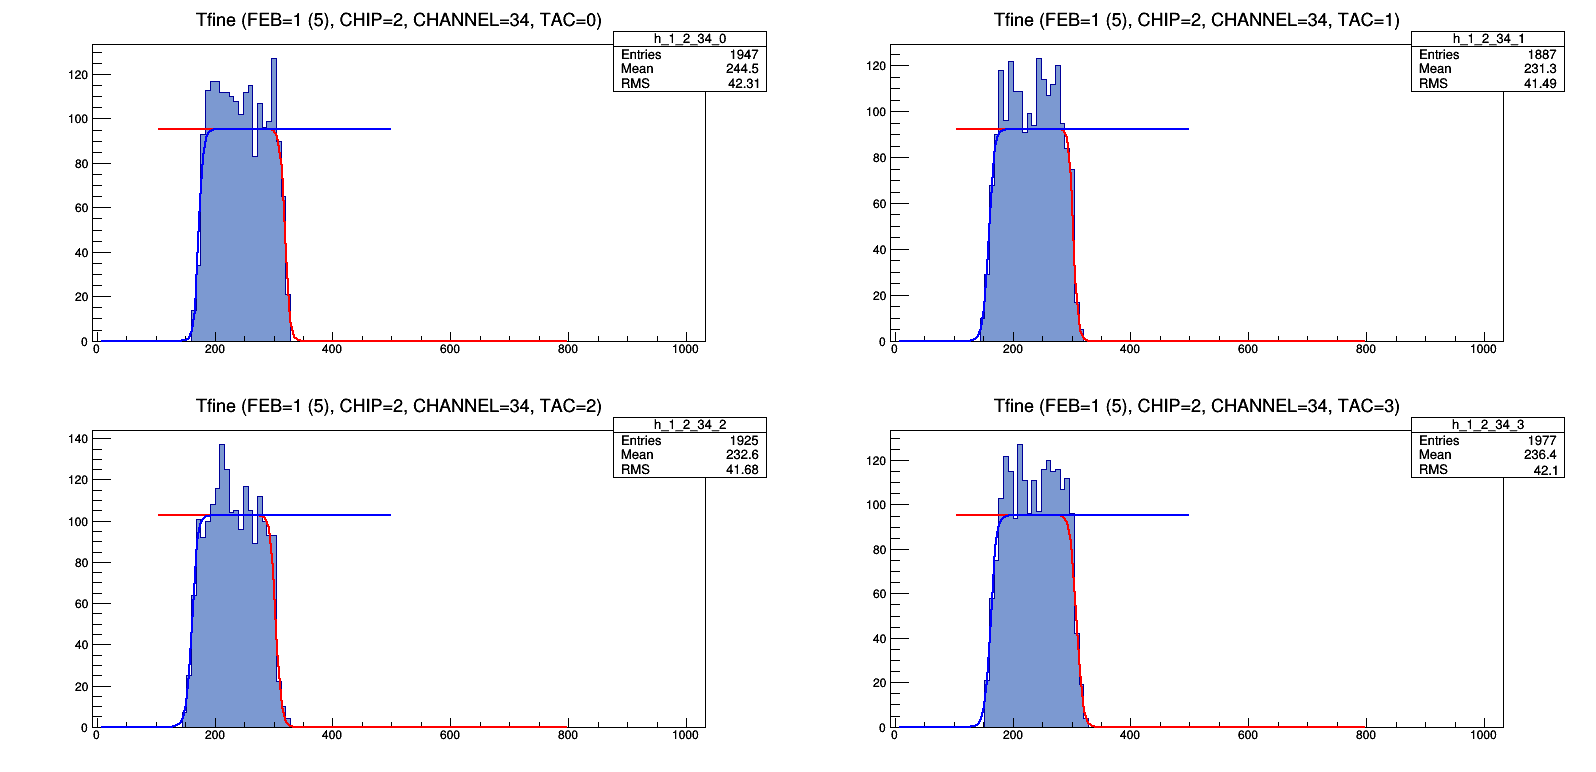 Tfine (FEB=1 (5), CHIP=2, CHANNEL=34, TAC=0)
h_1_2_34_0
Entries 1947
Mean 244.5
RMS 42.31
120
100
80
60
40
20
0
0 200 400 600 800 1000
Tfine (FEB=1 (5), CHIP=2, CHANNEL=34, TAC=1)
h_1_2_34_1
Entries 1887
Mean 231.3
RMS 41.49
120
100
80
60
40
20
0
0 200 400 600 800 1000
Tfine (FEB=1 (5), CHIP=2, CHANNEL=34, TAC=2)
h_1_2_34_2
Entries 1925
Mean 232.6
RMS 41.68
140
120
100
80
60
40
20
0
0 200 400 600 800 1000
Tfine (FEB=1 (5), CHIP=2, CHANNEL=34, TAC=3)
h_1_2_34_3
Entries 1977
Mean 236.4
RMS 42.1
120
100
80
60
40
20
0
0 200 400 600 800 1000